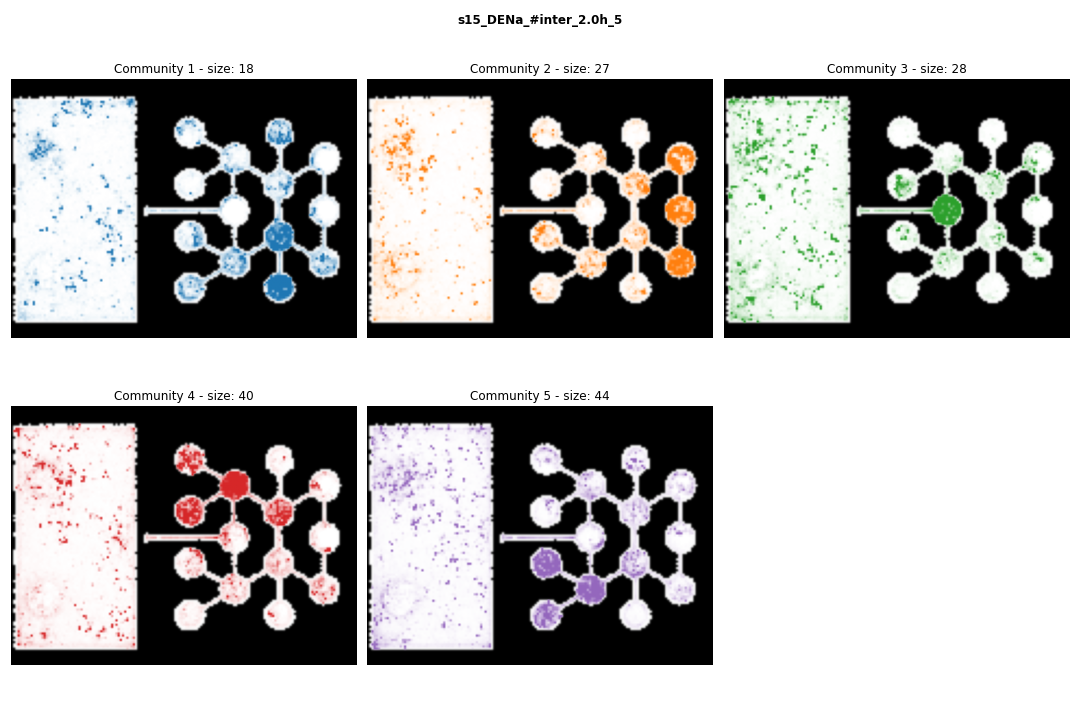 s15_DENa_#inter_2.0h_5
Community 1 - size: 18
Community 2 - size: 27
Community 3 - size: 28
Community 4 - size: 40
Community 5 - size: 44